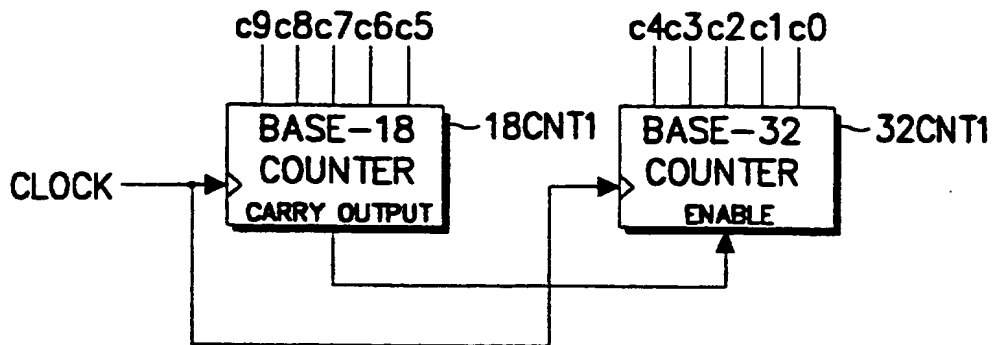 c9c8c7c6c5 c4c3c2c1c0
BASE-18 18CNT1 BASE-32 32CNT1
COUNTER COUNTER
CLOCK
CARRY OUTPUT ENABLE